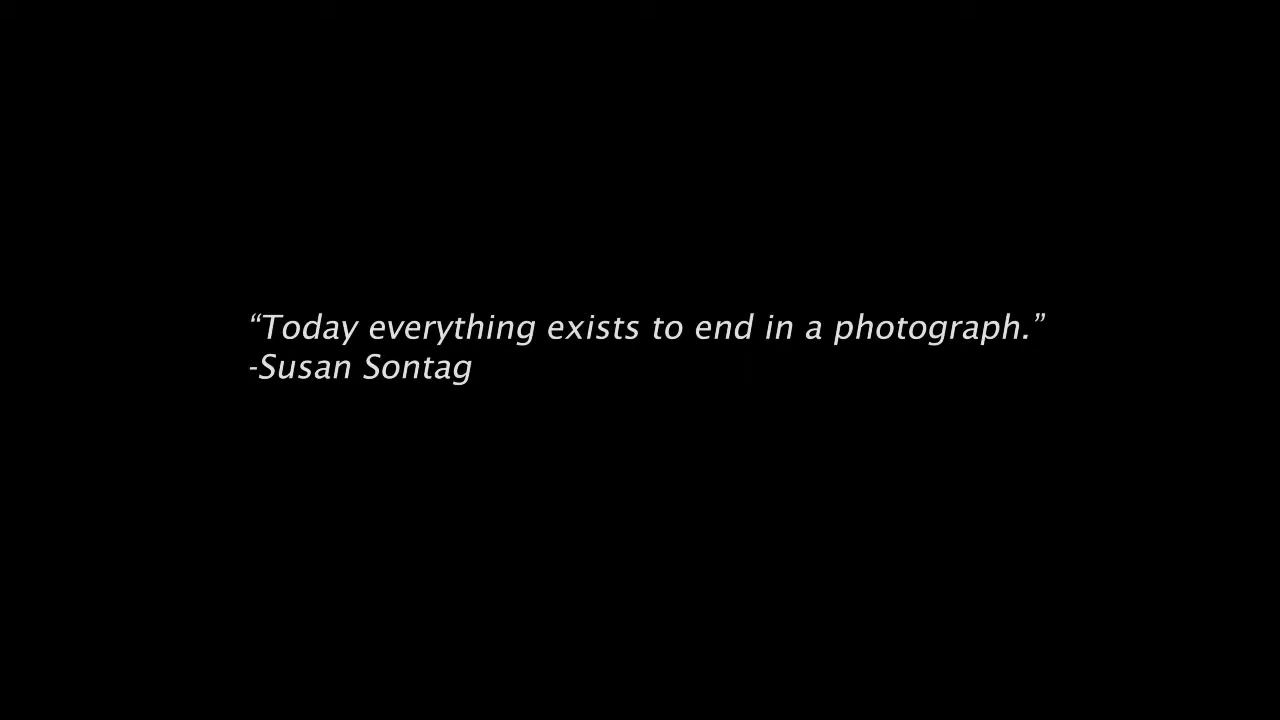 “Today everything exists to end in a photograph.”
-Susan Sontag